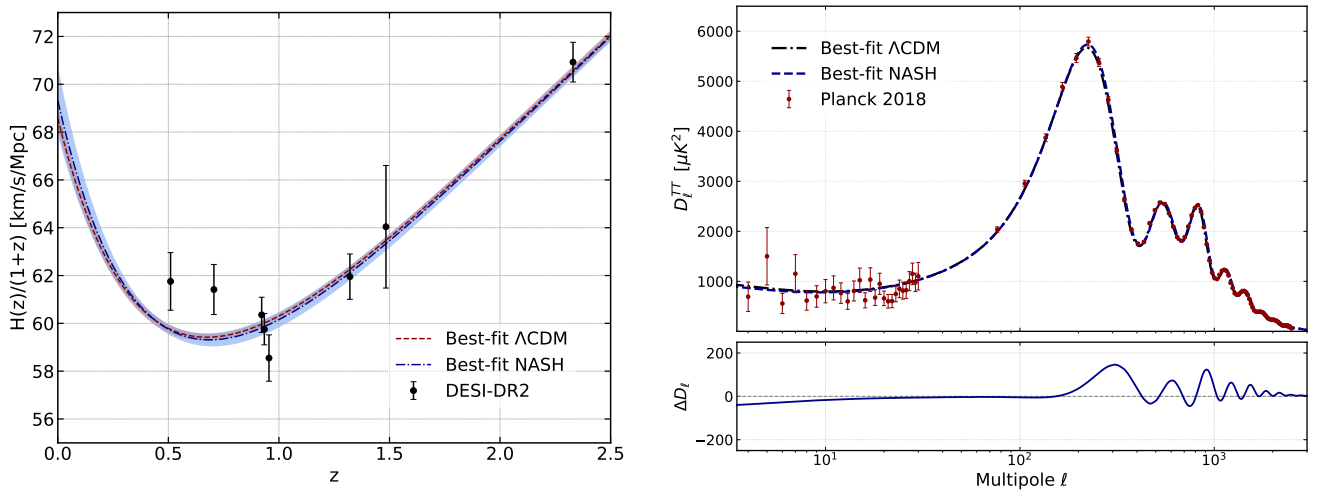 72
70
68
66
64
62
60
58
56
H(z)/(1+z) [km/s/Mpc]
Best-fit ΛCDM
Best-fit NASH
DESI-DR2
0.0 0.5 1.0 1.5 2.0 2.5
z
6000
5000
4000
3000
2000
1000
D_ℓ^{TT} [μK²]
Best-fit ΛCDM
Best-fit NASH
Planck 2018
200
0
−200
ΔD_ℓ
10¹ 10² 10³
Multipole ℓ